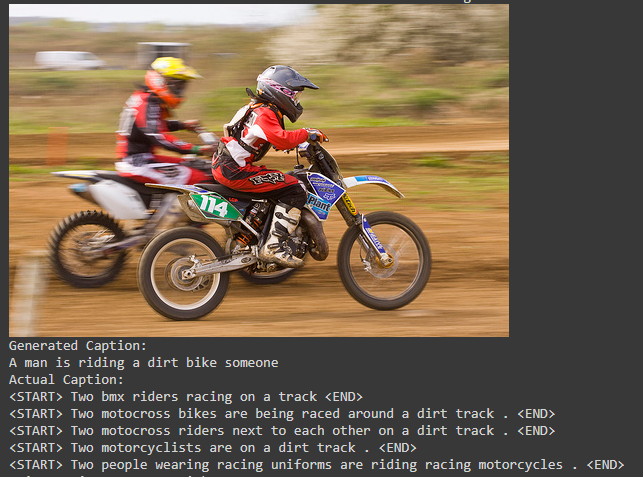 114
FOX
Generated Caption:
A man is riding a dirt bike someone
Actual Caption:
<START> Two bmx riders racing on a track <END>
<START> Two motocross bikes are being raced around a dirt track . <END>
<START> Two motocross riders next to each other on a dirt track . <END>
<START> Two motorcyclists are on a dirt track . <END>
<START> Two people wearing racing uniforms are riding racing motorcycles . <END>